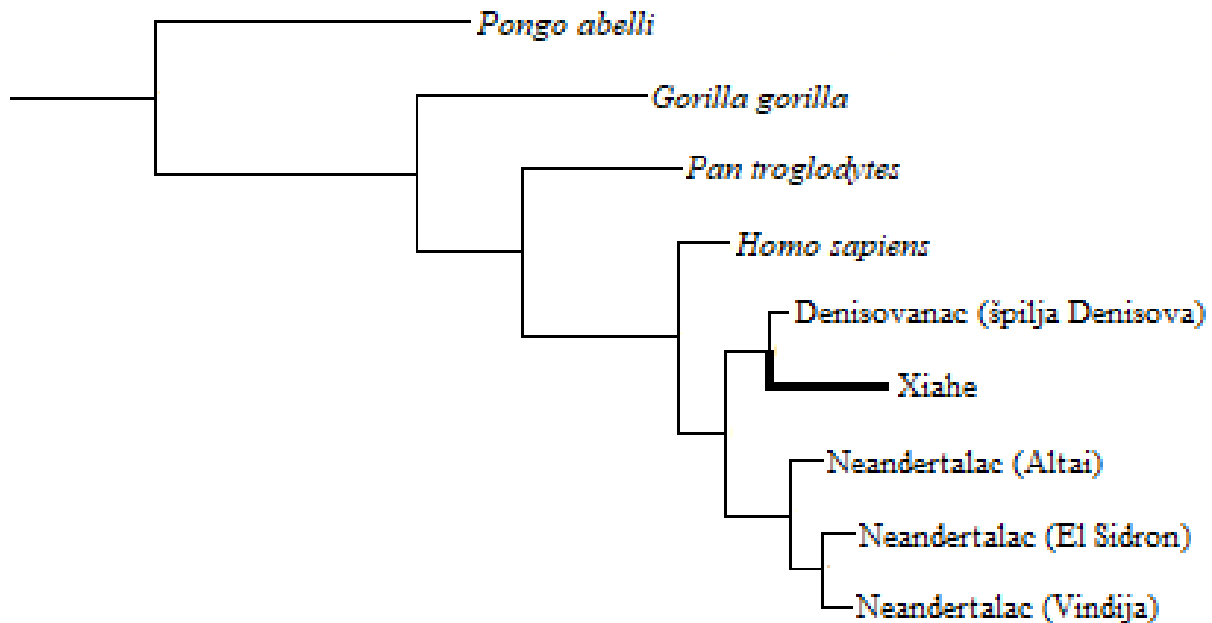 Pongo abelli
Gorilla gorilla
Pan troglodytes
Homo sapiens
Denisovanac (špilja Denisova)
Xiahe
Neandertalac (Altai)
Neandertalac (El Sidron)
Neandertalac (Vindija)